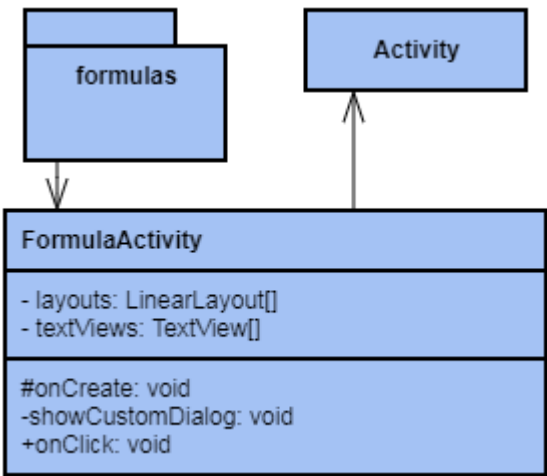 formulas
Activity
FormulaActivity
- layouts: LinearLayout[]
- textViews: TextView[]
#onCreate: void
-showCustomDialog: void
+onClick: void